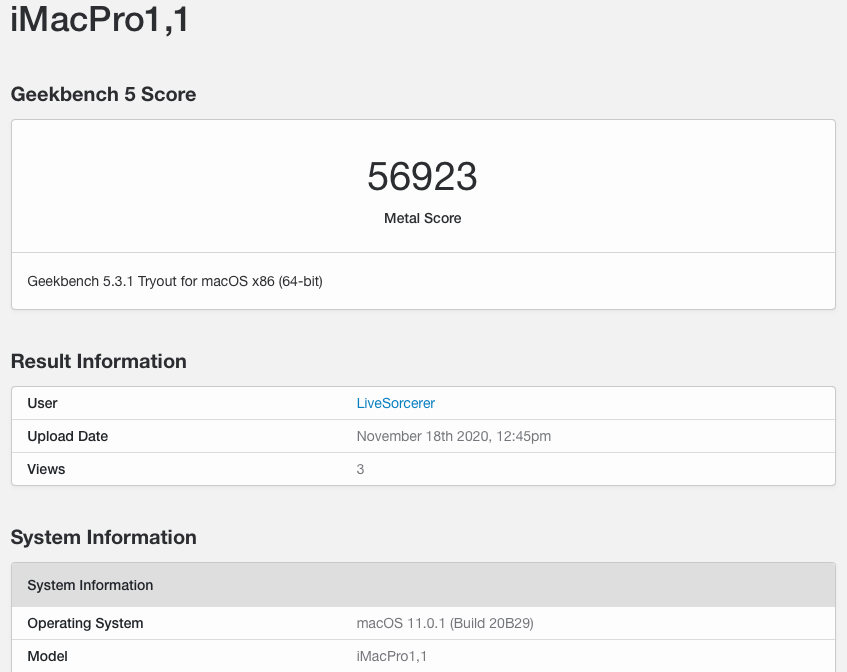 iMacPro1,1
Geekbench 5 Score
56923
Metal Score
Geekbench 5.3.1 Tryout for macOS x86 (64-bit)
Result Information
User LiveSorcerer
Upload Date November 18th 2020, 12:45pm
Views 3
System Information
System Information
Operating System macOS 11.0.1 (Build 20B29)
Model iMacPro1,1